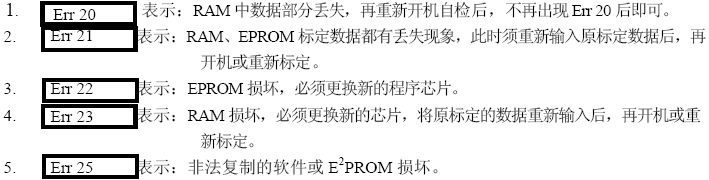 1. Err 20 表示：RAM 中数据部分丢失，再重新开机自检后，不再出现 Err 20 后即可。
2. Err 21 表示：RAM、EPROM 标定数据都有丢失现象，此时须重新输入原标定数据后，再
开机或重新标定。
3. Err 22 表示：EPROM 损坏，必须更换新的程序芯片。
4. Err 23 表示：RAM 损坏，必须更换新的芯片，将原标定的数据重新输入后，再开机或重
新标定。
5. Err 25 表示：非法复制的软件或 E²PROM 损坏。